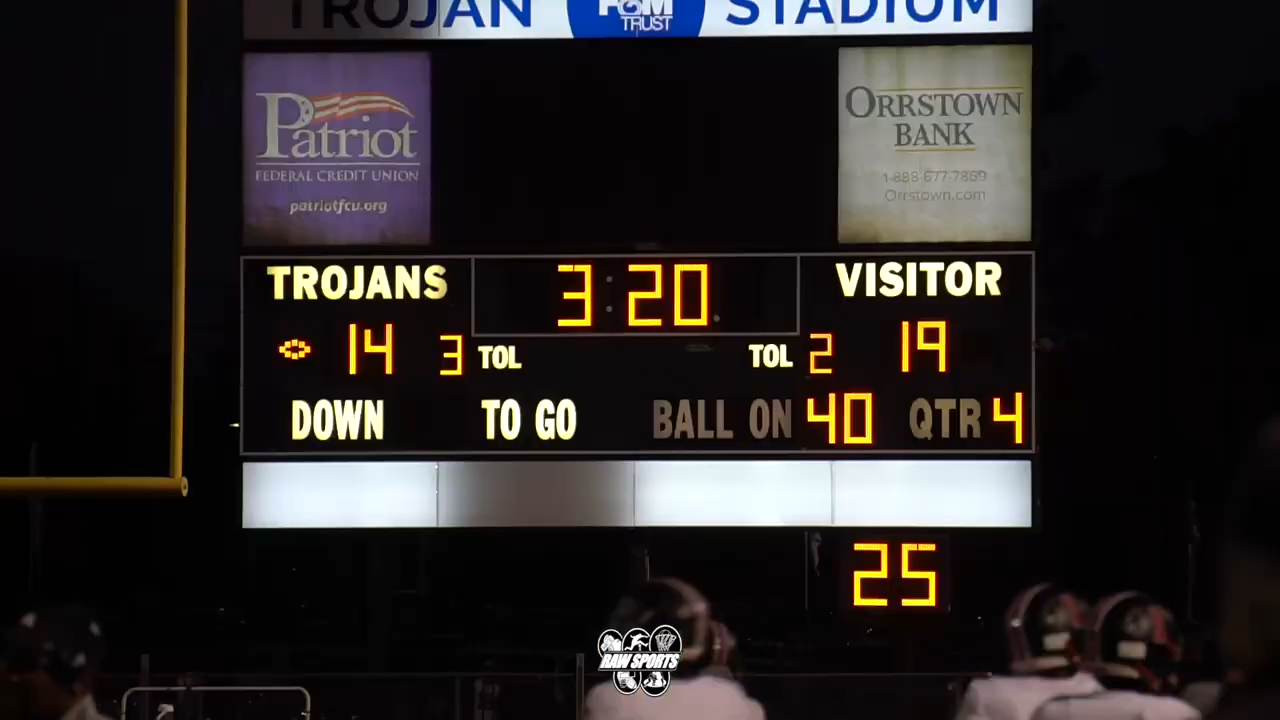 TROJAN F&M TRUST STADIUM
Patriot
FEDERAL CREDIT UNION
patriotfcu.org
ORRSTOWN
BANK
1-888-677-7869
Orrstown.com
TROJANS 3:20 VISITOR
<> 14 3 TOL TOL 2 19
DOWN TO GO BALL ON 40 QTR 4
25
RAW SPORTS